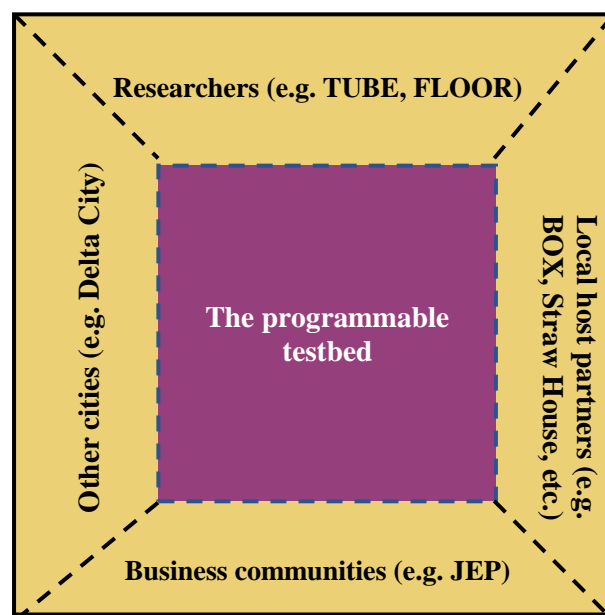 Researchers (e.g. TUBE, FLOOR)
Other cities (e.g. Delta City)
The programmable
testbed
Local host partners (e.g.
BOX, Straw House, etc.)
Business communities (e.g. JEP)